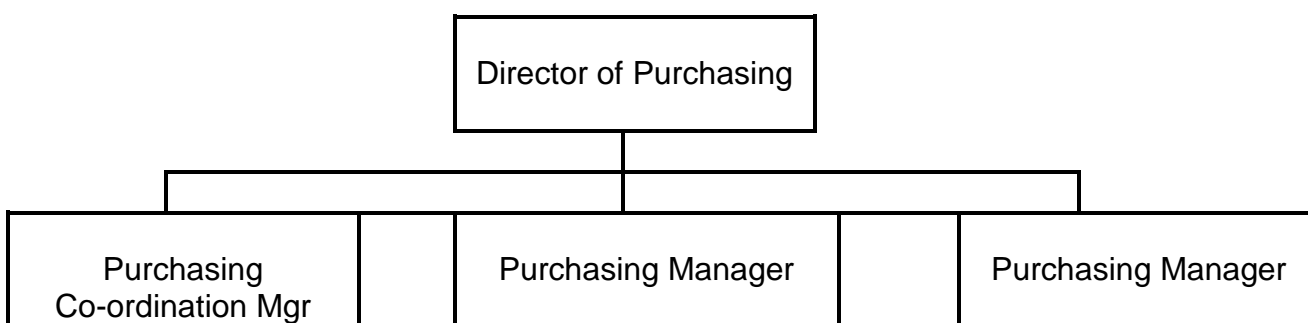 Director of Purchasing
Purchasing
Co-ordination Mgr
Purchasing Manager
Purchasing Manager